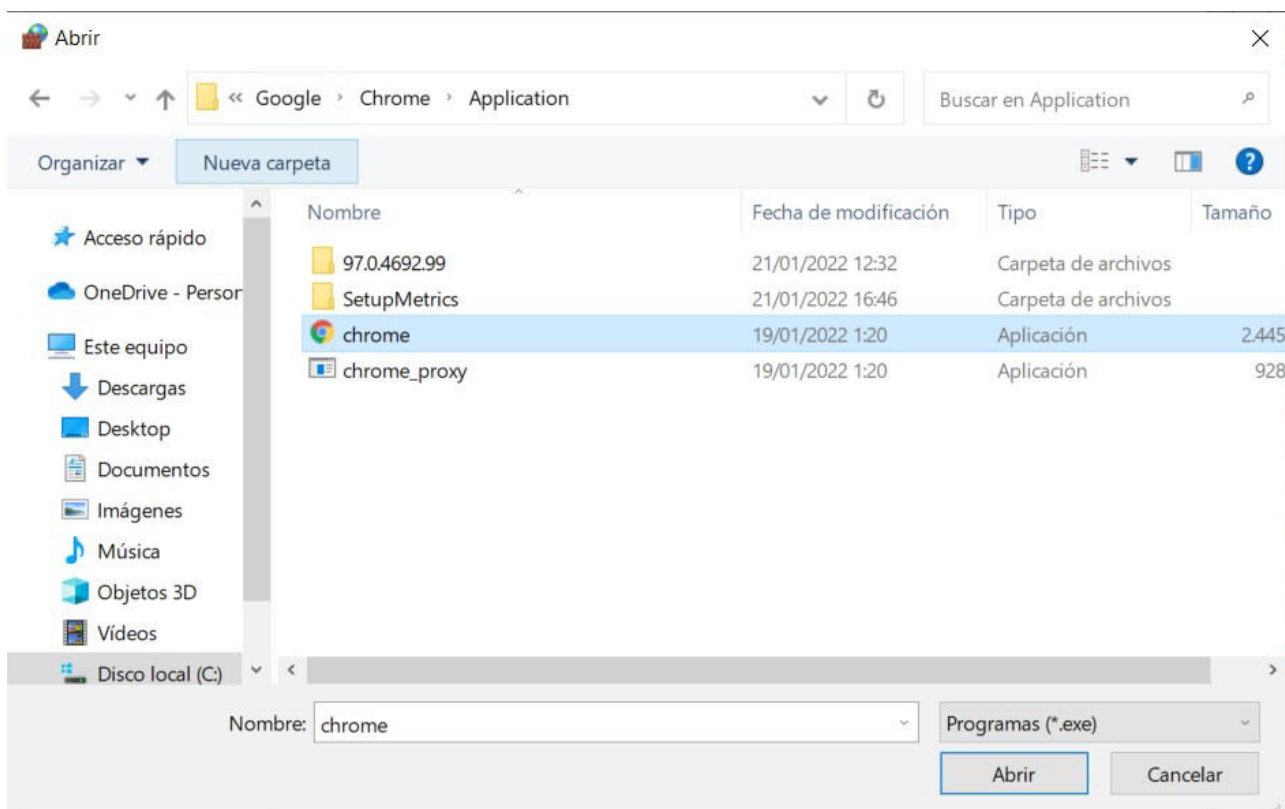 Abrir
« Google › Chrome › Application
Buscar en Application
Organizar
Nueva carpeta
Nombre Fecha de modificación Tipo Tamaño
97.0.4692.99 21/01/2022 12:32 Carpeta de archivos
SetupMetrics 21/01/2022 16:46 Carpeta de archivos
chrome 19/01/2022 1:20 Aplicación 2.445
chrome_proxy 19/01/2022 1:20 Aplicación 928
Acceso rápido
OneDrive - Person
Este equipo
Descargas
Desktop
Documentos
Imágenes
Música
Objetos 3D
Vídeos
Disco local (C:)
Nombre: chrome
Programas (*.exe)
Abrir
Cancelar